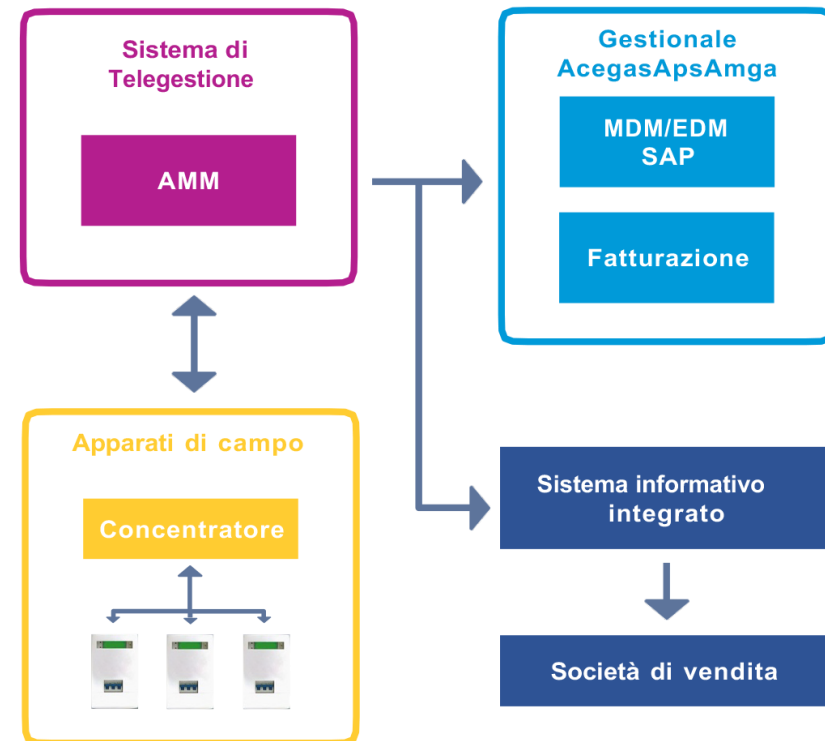 Sistema di
Telegestione
AMM
Gestionale
AcegasApsAmga
MDM/EDM
SAP
Fatturazione
Apparati di campo
Concentratore
Sistema informativo
integrato
Società di vendita